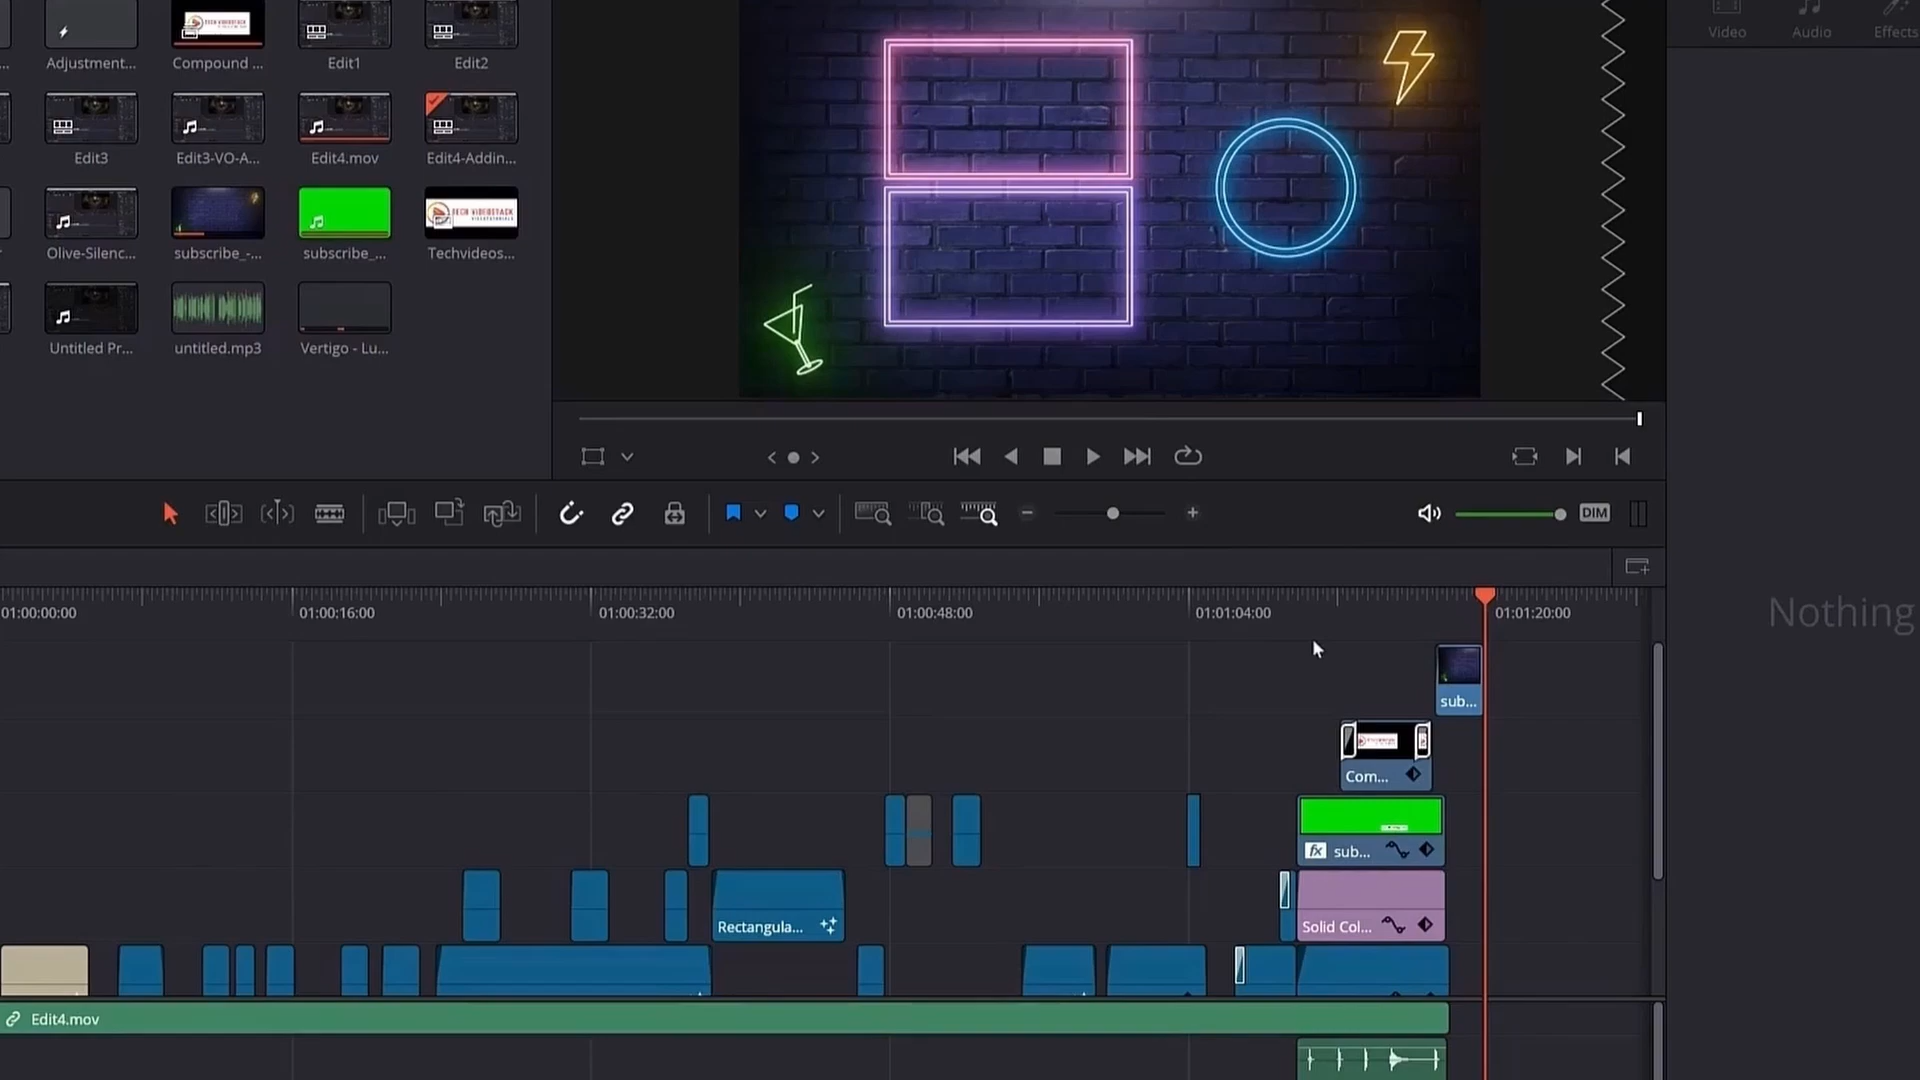 Video
Audio
Effects
Adjustment...
Compound ...
Edit1
Edit2
Edit3
Edit3-VO-A...
Edit4.mov
Edit4-Addin...
TECH VIDEOSTACK
Olive-Silenc...
subscribe_-...
subscribe_...
Techvideos...
Untitled Pr...
untitled.mp3
Vertigo - Lu...
DIM
01:00:00:00
01:00:16:00
01:00:32:00
01:00:48:00
01:01:04:00
01:01:20:00
Nothing
sub...
Com...
fx sub...
Rectangula...
Solid Col...
Edit4.mov